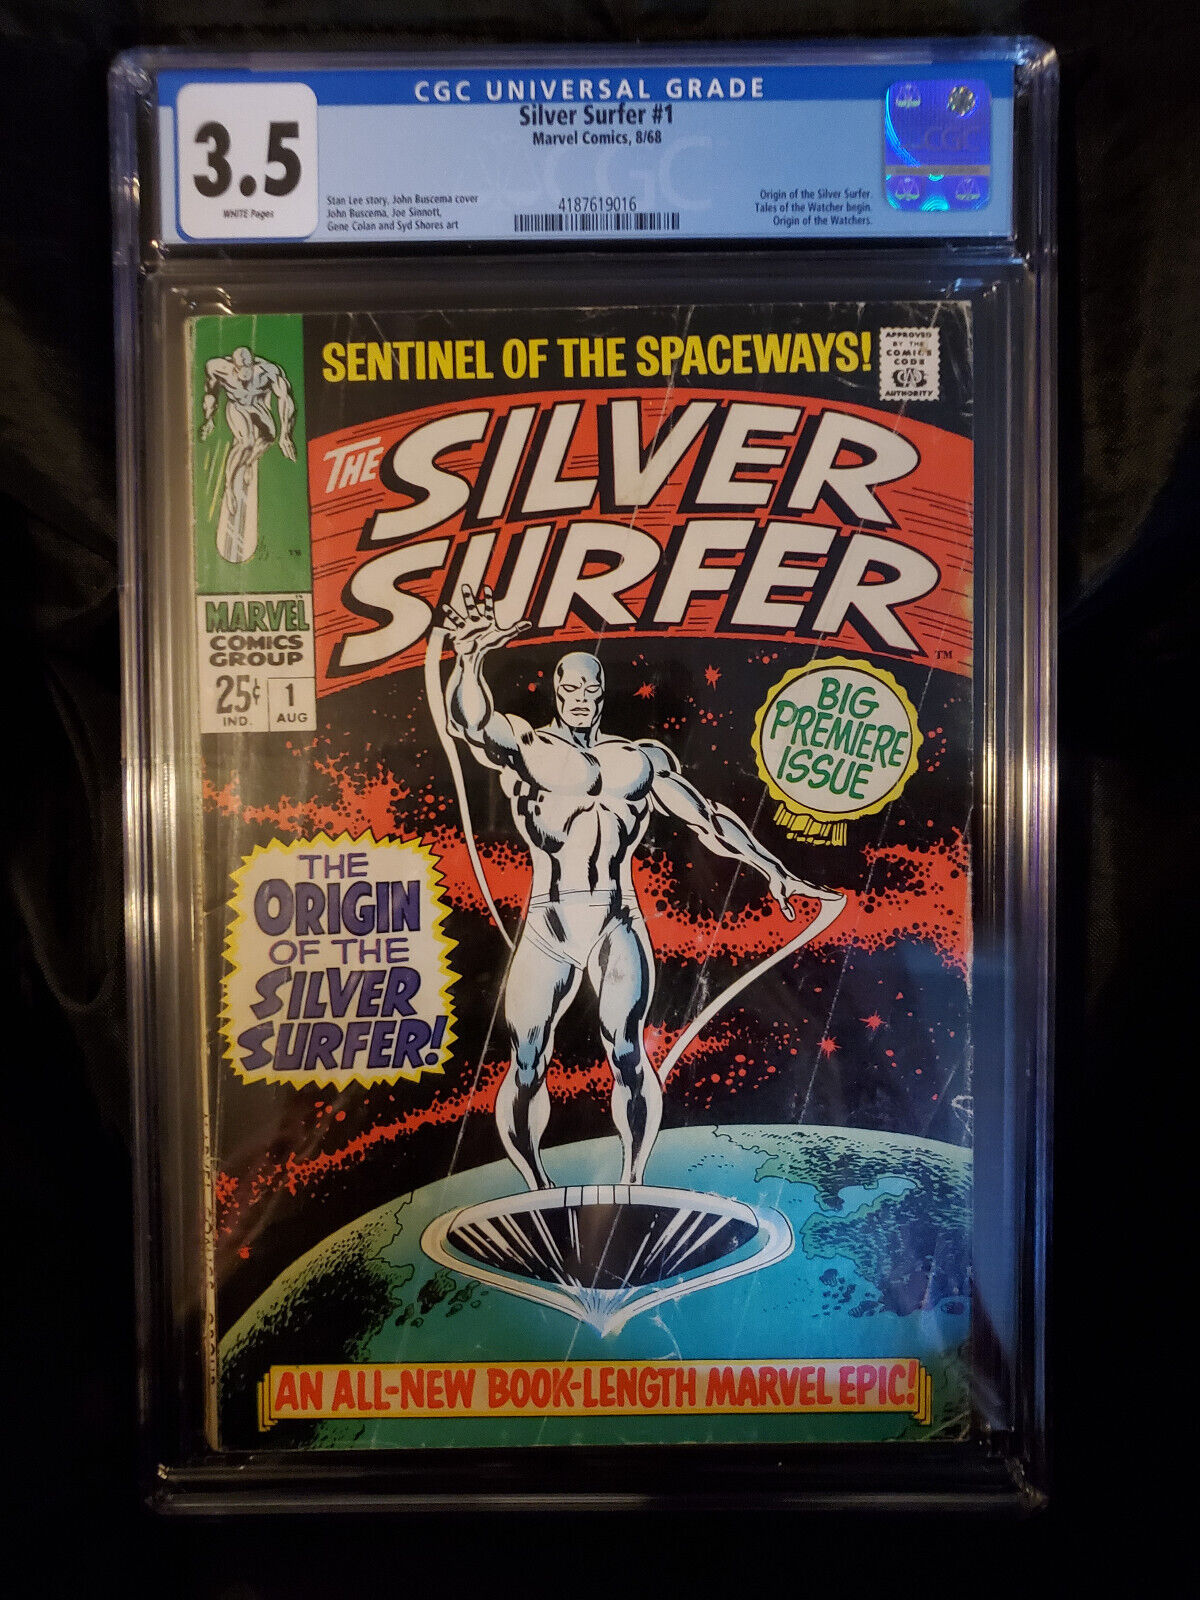 CGC UNIVERSAL GRADE
3.5
WHITE Pages
Silver Surfer #1
Marvel Comics, 8/68
Stan Lee story, John Buscema cover
John Buscema, Joe Sinnott,
Gene Colan and Syd Shores art
4187619016
Origin of the Silver Surfer.
Tales of the Watcher begin.
Origin of the Watchers.
CGC
CGC
SENTINEL OF THE SPACEWAYS!
APPROVED
BY THE
COMICS
CODE
AUTHORITY
THE SILVER
SURFER
TM
TM
MARVEL
COMICS
GROUP
25¢
IND.
1
AUG
BIG
PREMIERE
ISSUE
THE
ORIGIN
OF THE
SILVER
SURFER!
AN ALL-NEW BOOK-LENGTH MARVEL EPIC!